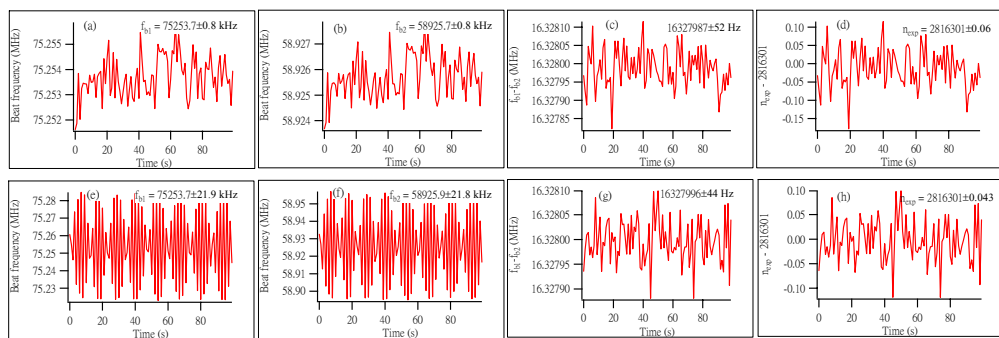 (a)
f_b1 = 75253.7±0.8 kHz
Beat frequency (MHz)
75.255
75.254
75.253
75.252
0 20 40 60 80
Time (s)
(b)
f_b2 = 58925.7±0.8 kHz
Beat frequency (MHz)
58.927
58.926
58.925
58.924
0 20 40 60 80
Time (s)
(c)
16327987±52 Hz
f_b1-f_b2 (MHz)
16.32810
16.32805
16.32800
16.32795
16.32790
16.32785
0 20 40 60 80
Time (s)
(d)
n_exp = 2816301±0.06
n_exp - 2816301
0.10
0.05
0.00
-0.05
-0.10
-0.15
0 20 40 60 80
Time (s)
(e)
f_b1 = 75253.7±21.9 kHz
Beat frequency (MHz)
75.28
75.27
75.26
75.25
75.24
75.23
0 20 40 60 80
Time (s)
(f)
f_b2 = 58925.9±21.8 kHz
Beat frequency (MHz)
58.95
58.94
58.93
58.92
58.91
58.90
0 20 40 60 80
Time (s)
(g)
16327996±44 Hz
f_b1-f_b2 (MHz)
16.32810
16.32800
16.32790
0 20 40 60 80
Time (s)
(h)
n_exp = 2816301±0.043
n_exp - 2816301
0.10
0.05
0.00
-0.05
-0.10
0 20 40 60 80
Time (s)